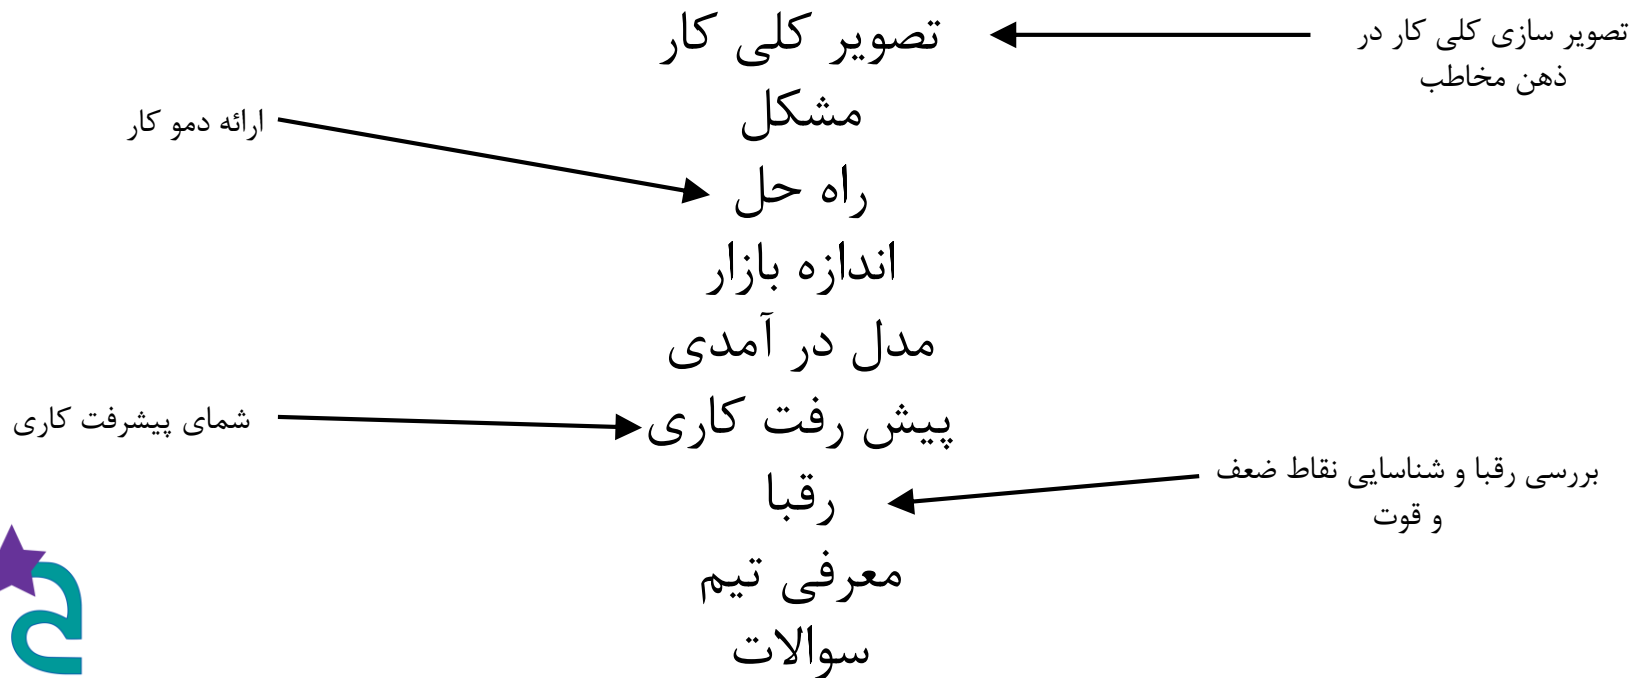 تصویر کلی کار
تصویر سازی کلی کار در
ذهن مخاطب
مشکل
ارائه دمو کار
راه حل
اندازه بازار
مدل در آمدی
پیش رفت کاری
شمای پیشرفت کاری
رقبا
بررسی رقبا و شناسایی نقاط ضعف
و قوت
معرفی تیم
سوالات